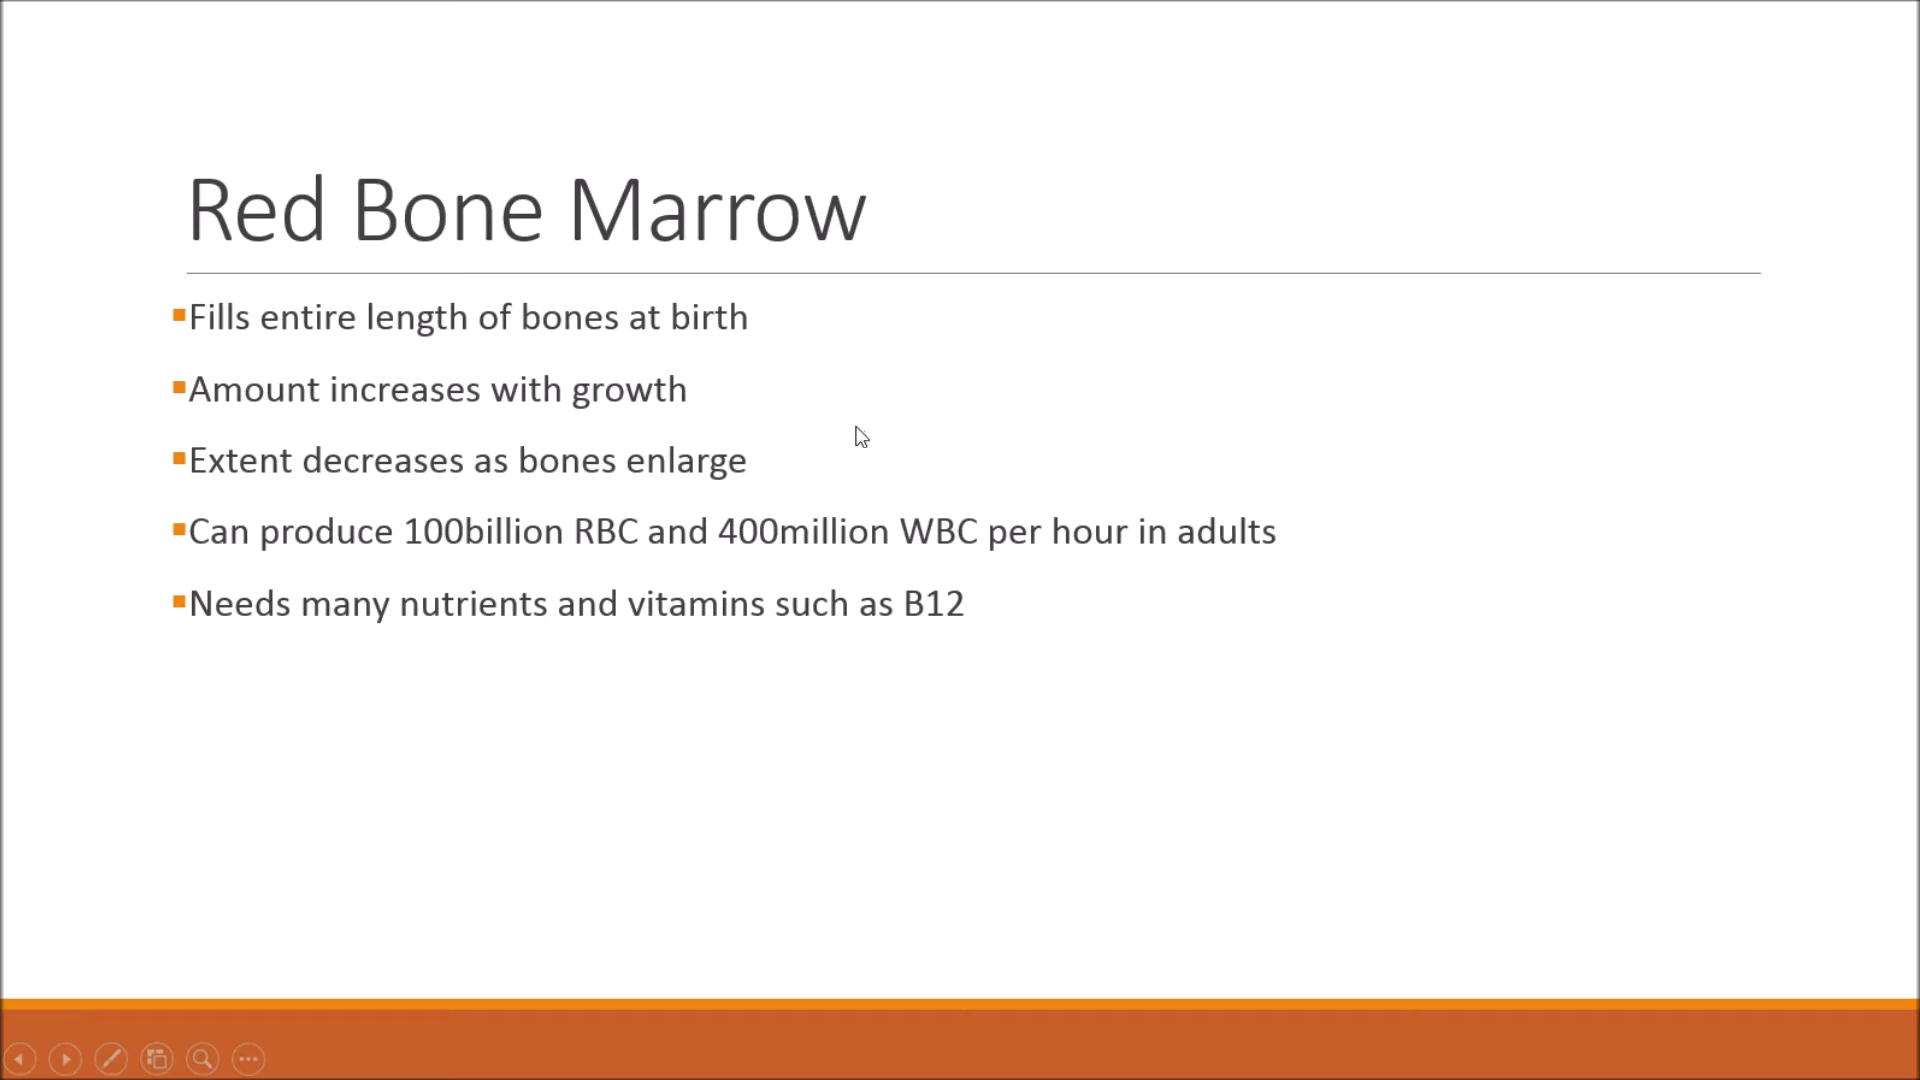 Red Bone Marrow
▪Fills entire length of bones at birth
▪Amount increases with growth
▪Extent decreases as bones enlarge
▪Can produce 100billion RBC and 400million WBC per hour in adults
▪Needs many nutrients and vitamins such as B12